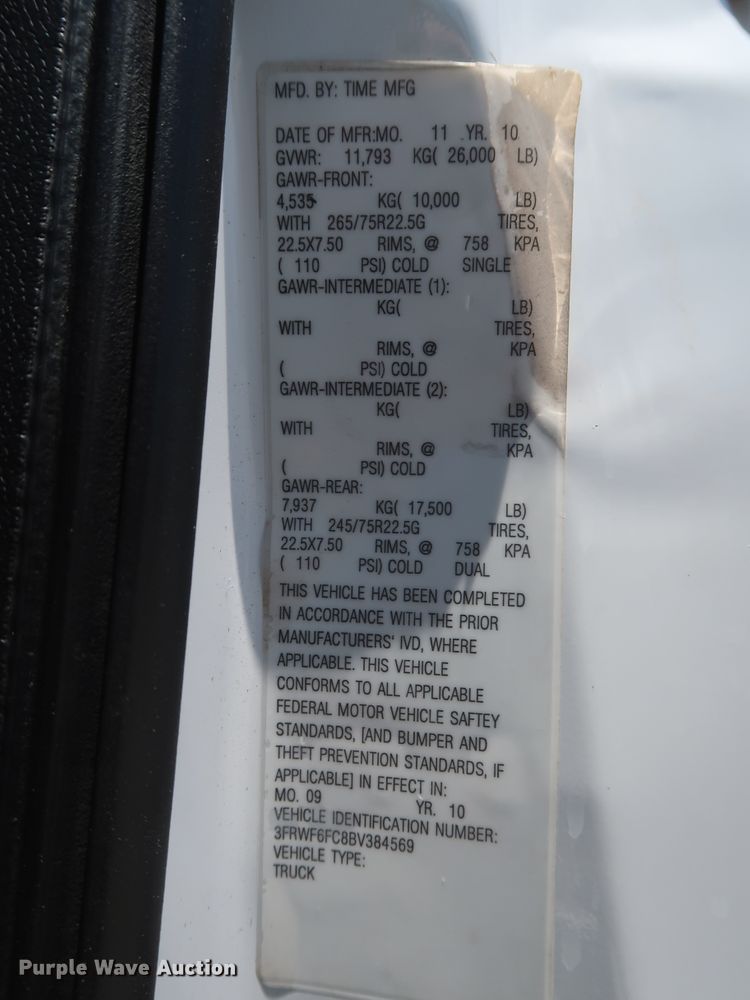 MFD. BY: TIME MFG
DATE OF MFR:MO. 11 .YR. 10
GVWR: 11,793 KG( 26,000 LB)
GAWR-FRONT:
4,535 KG( 10,000 LB)
WITH 265/75R22.5G TIRES,
22.5X7.50 RIMS, @ 758 KPA
( 110 PSI) COLD SINGLE
GAWR-INTERMEDIATE (1):
KG( LB)
WITH TIRES,
RIMS, @ KPA
( PSI) COLD
GAWR-INTERMEDIATE (2):
KG( LB)
WITH TIRES,
RIMS, @ KPA
( PSI) COLD
GAWR-REAR:
7,937 KG( 17,500 LB)
WITH 245/75R22.5G TIRES,
22.5X7.50 RIMS, @ 758 KPA
( 110 PSI) COLD DUAL
THIS VEHICLE HAS BEEN COMPLETED
IN ACCORDANCE WITH THE PRIOR
MANUFACTURERS' IVD, WHERE
APPLICABLE. THIS VEHICLE
CONFORMS TO ALL APPLICABLE
FEDERAL MOTOR VEHICLE SAFTEY
STANDARDS, [AND BUMPER AND
THEFT PREVENTION STANDARDS, IF
APPLICABLE] IN EFFECT IN:
MO. 09 YR. 10
VEHICLE IDENTIFICATION NUMBER:
3FRWF6FC8BV384569
VEHICLE TYPE:
TRUCK
Purple Wave Auction